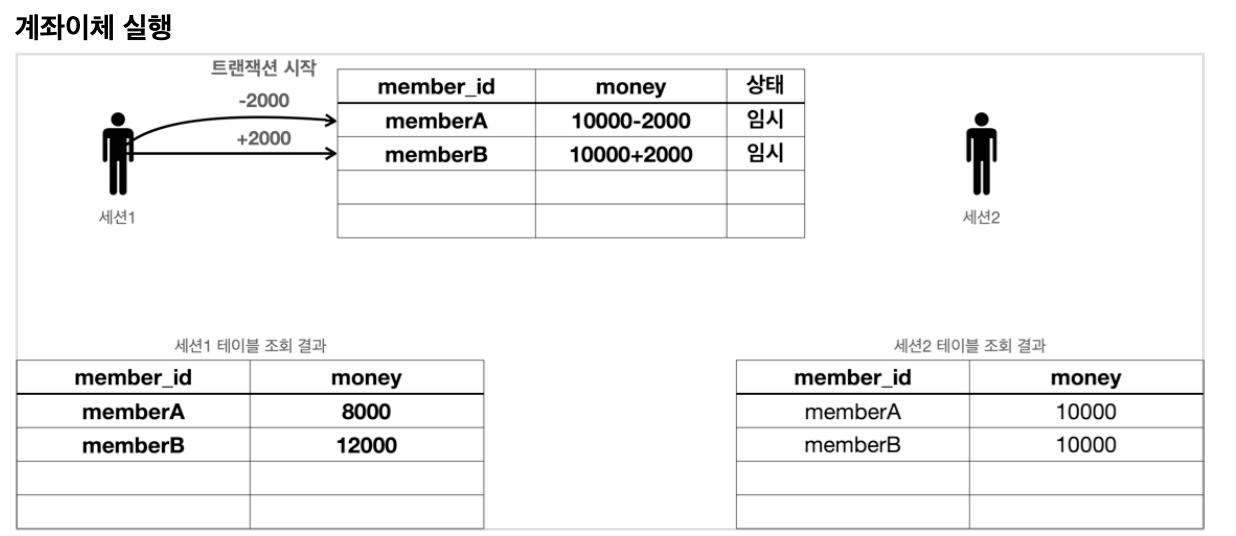 계좌이체 실행
트랜잭션 시작
-2000
+2000
세션1
member_id money 상태
memberA 10000-2000 임시
memberB 10000+2000 임시
세션2
세션1 테이블 조회 결과
member_id money
memberA 8000
memberB 12000
세션2 테이블 조회 결과
member_id money
memberA 10000
memberB 10000